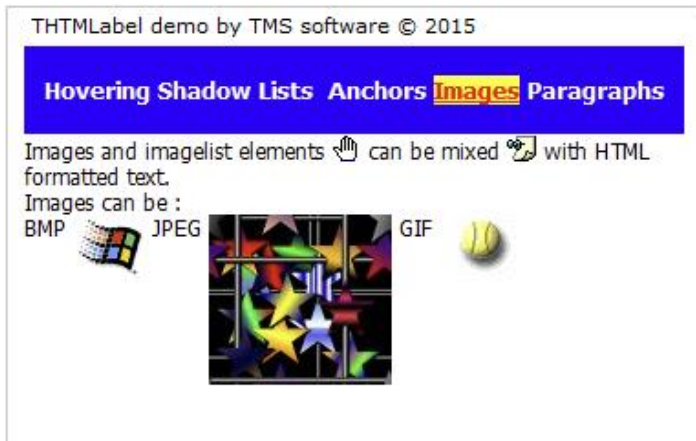 THTMLabel demo by TMS software © 2015
Hovering Shadow Lists Anchors Images Paragraphs
Images and imagelist elements can be mixed with HTML
formatted text.
Images can be :
BMP JPEG GIF